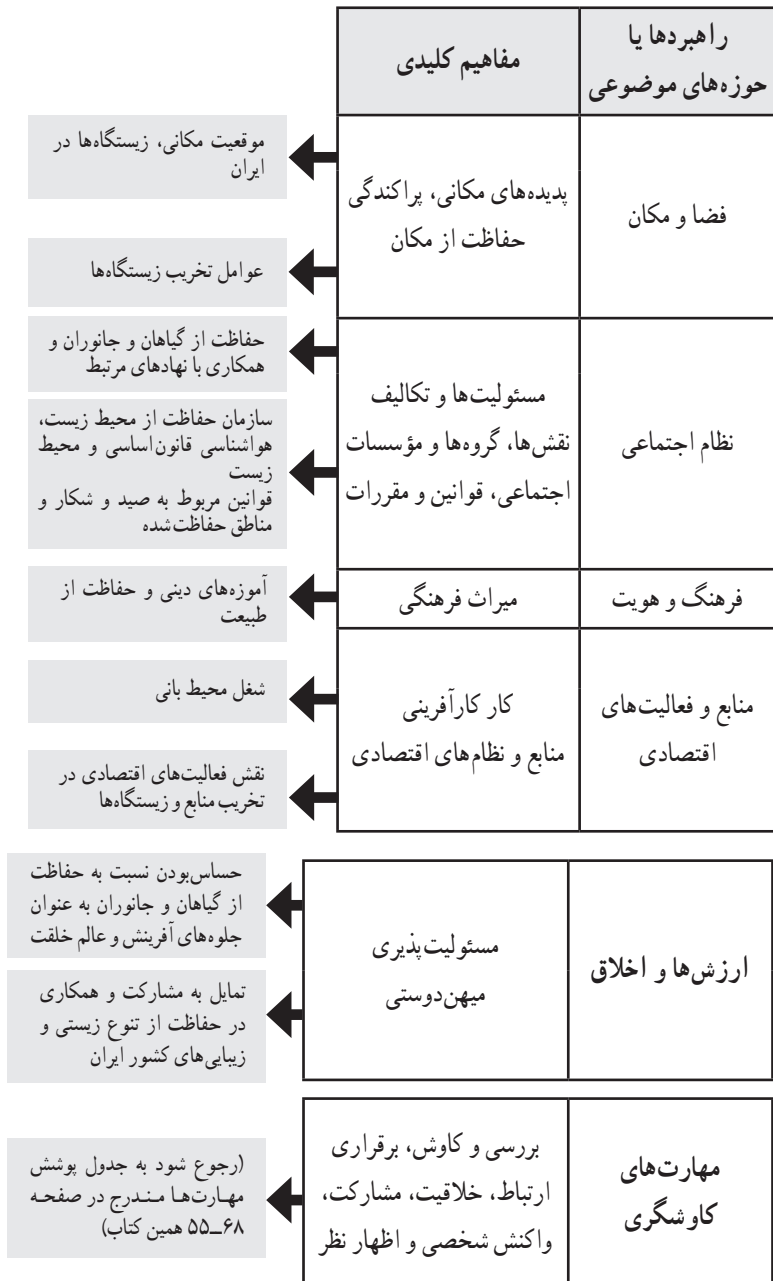 راهبردها یا
حوزه‌های موضوعی
مفاهیم کلیدی
فضا و مکان
پدیده‌های مکانی، پراکندگی
حفاظت از مکان
موقعیت مکانی، زیستگاه‌ها در
ایران
عوامل تخریب زیستگاه‌ها
نظام اجتماعی
مسئولیت‌ها و تکالیف
نقش‌ها، گروه‌ها و مؤسسات
اجتماعی، قوانین و مقررات
حفاظت از گیاهان و جانوران و
همکاری با نهادهای مرتبط
سازمان حفاظت از محیط زیست،
هواشناسی قانون‌اساسی و محیط
زیست
قوانین مربوط به صید و شکار و
مناطق حفاظت‌شده
فرهنگ و هویت
میراث فرهنگی
آموزه‌های دینی و حفاظت از
طبیعت
منابع و فعالیت‌های
اقتصادی
کار کارآفرینی
منابع و نظام‌های اقتصادی
شغل محیط بانی
نقش فعالیت‌های اقتصادی در
تخریب منابع و زیستگاه‌ها
ارزش‌ها و اخلاق
مسئولیت‌پذیری
میهن‌دوستی
حساس‌بودن نسبت به حفاظت
از گیاهان و جانوران به عنوان
جلوه‌های آفرینش و عالم خلقت
تمایل به مشارکت و همکاری
در حفاظت از تنوع زیستی و
زیبایی‌های کشور ایران
مهارت‌های
کاوشگری
بررسی و کاوش، برقراری
ارتباط، خلاقیت، مشارکت،
واکنش شخصی و اظهار نظر
(رجوع شود به جدول پوشش
مهارت‌ها مندرج در صفحه
۶۸ــ۵۵ همین کتاب)